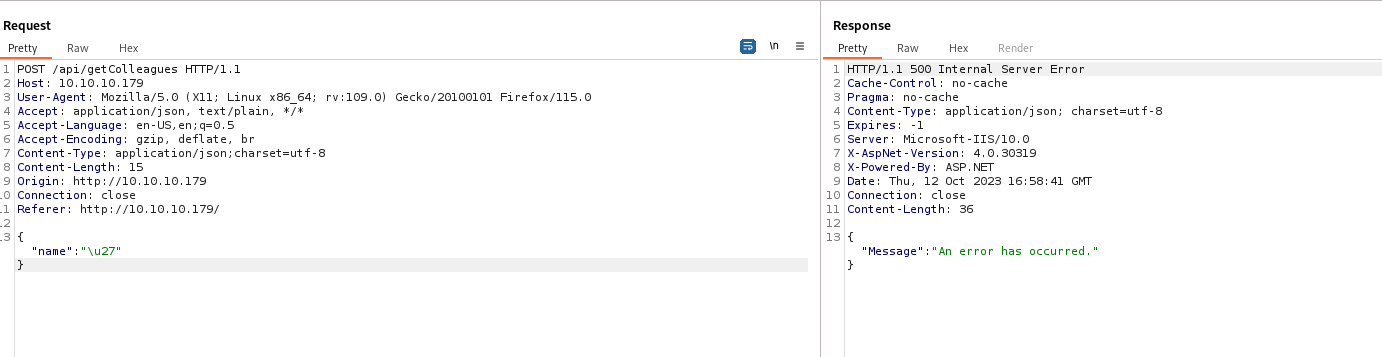 Request
Pretty Raw Hex \n
1 POST /api/getColleagues HTTP/1.1
2 Host: 10.10.10.179
3 User-Agent: Mozilla/5.0 (X11; Linux x86_64; rv:109.0) Gecko/20100101 Firefox/115.0
4 Accept: application/json, text/plain, */*
5 Accept-Language: en-US,en;q=0.5
6 Accept-Encoding: gzip, deflate, br
7 Content-Type: application/json;charset=utf-8
8 Content-Length: 15
9 Origin: http://10.10.10.179
10 Connection: close
11 Referer: http://10.10.10.179/
12
13 {
"name":"\u27"
}
Response
Pretty Raw Hex Render
1 HTTP/1.1 500 Internal Server Error
2 Cache-Control: no-cache
3 Pragma: no-cache
4 Content-Type: application/json; charset=utf-8
5 Expires: -1
6 Server: Microsoft-IIS/10.0
7 X-AspNet-Version: 4.0.30319
8 X-Powered-By: ASP.NET
9 Date: Thu, 12 Oct 2023 16:58:41 GMT
10 Connection: close
11 Content-Length: 36
12
13 {
"Message":"An error has occurred."
}